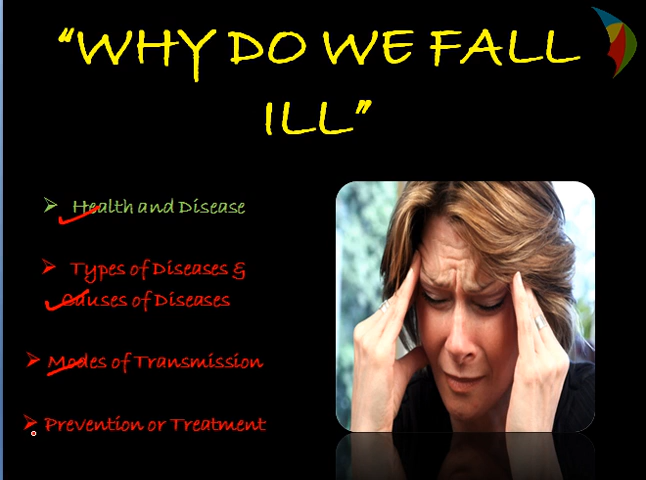 “WHY DO WE FALL
ILL”
Health and Disease
Types of Diseases &
Causes of Diseases
Modes of Transmission
Prevention or Treatment